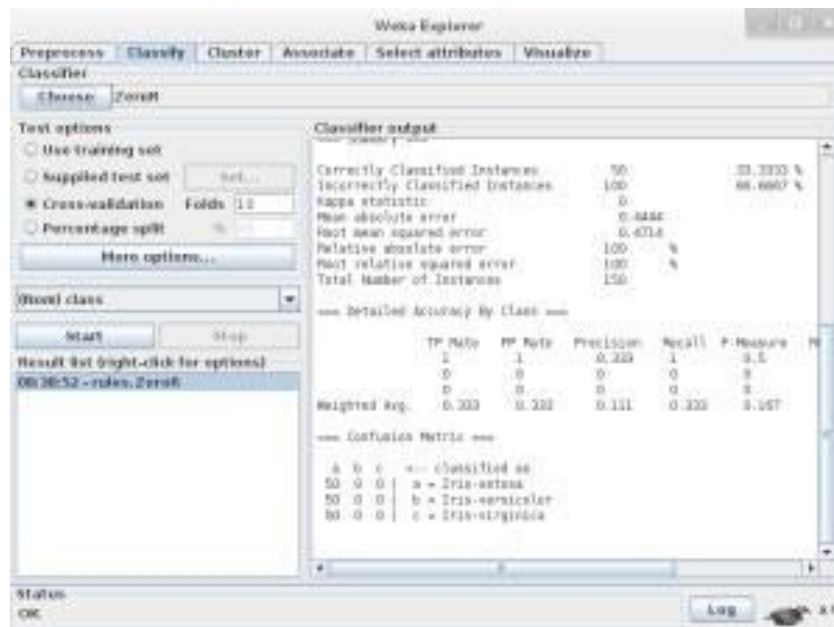 Weka Explorer
Preprocess Classify Cluster Associate Select attributes Visualize
Classifier
Choose ZeroR
Test options
Use training set
Supplied test set Set...
Cross-validation Folds 10
Percentage split %
More options...
(Nom) class
Start Stop
Result list (right-click for options)
08:38:52 - rules.ZeroR
Classifier output
=== Summary ===
Correctly Classified Instances 50 33.3333 %
Incorrectly Classified Instances 100 66.6667 %
Kappa statistic 0
Mean absolute error 0.4444
Root mean squared error 0.4714
Relative absolute error 100 %
Root relative squared error 100 %
Total Number of Instances 150
=== Detailed Accuracy By Class ===
TP Rate FP Rate Precision Recall F-Measure
1 1 0.333 1 0.5
0 0 0 0 0
0 0 0 0 0
Weighted Avg. 0.333 0.333 0.111 0.333 0.167
=== Confusion Matrix ===
a b c <-- classified as
50 0 0 | a = Iris-setosa
50 0 0 | b = Iris-versicolor
50 0 0 | c = Iris-virginica
Status
OK
Log